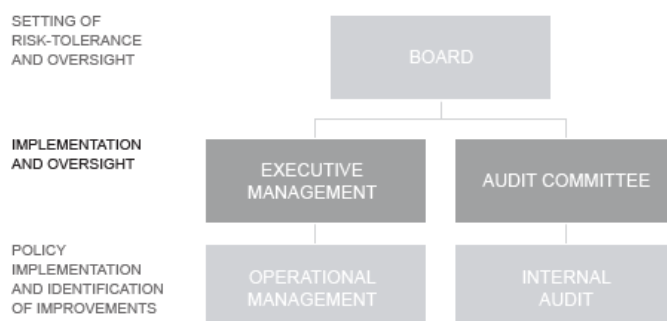 SETTING OF
RISK-TOLERANCE
AND OVERSIGHT
BOARD
IMPLEMENTATION
AND OVERSIGHT
EXECUTIVE
MANAGEMENT
AUDIT COMMITTEE
POLICY
IMPLEMENTATION
AND IDENTIFICATION
OF IMPROVEMENTS
OPERATIONAL
MANAGEMENT
INTERNAL
AUDIT